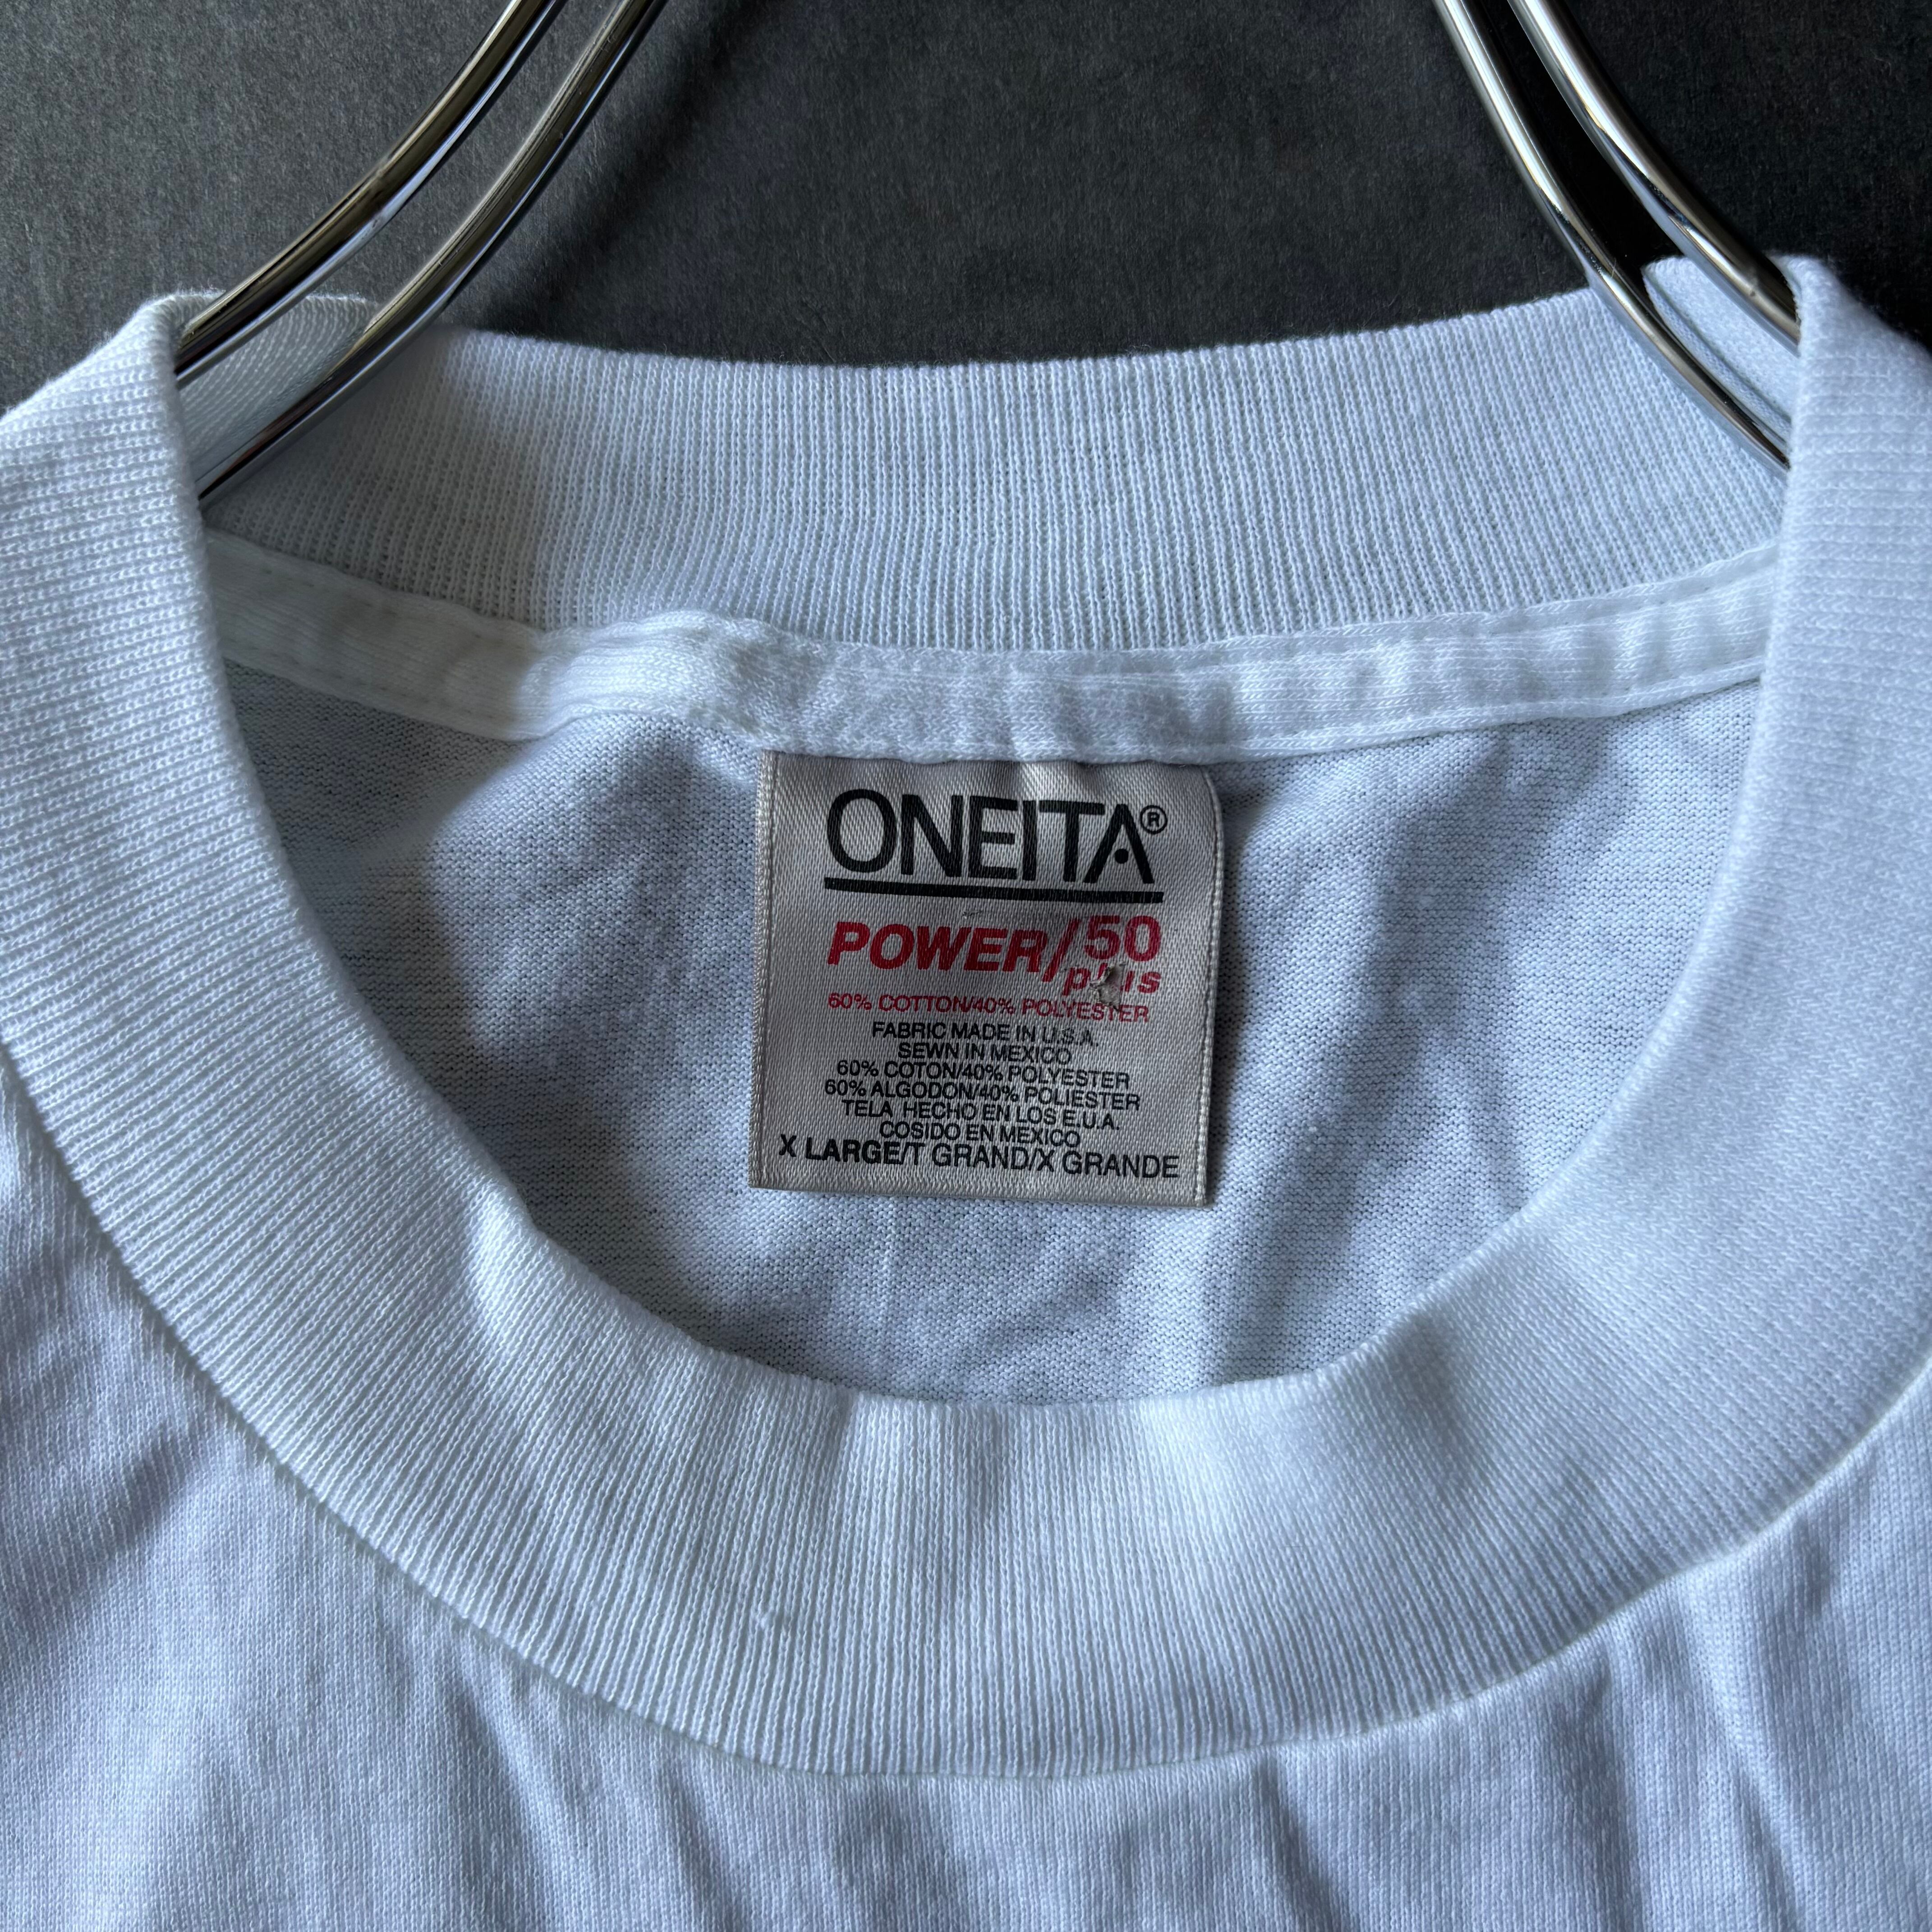 ONEITA®
POWER/50
plus
60% COTTON/40% POLYESTER
FABRIC MADE IN U.S.A
SEWN IN MEXICO
60% COTON/40% POLYESTER
60% ALGODON/40% POLIESTER
TELA HECHO EN LOS E.U.A.
COSIDO EN MEXICO
X LARGE/T GRAND/X GRANDE